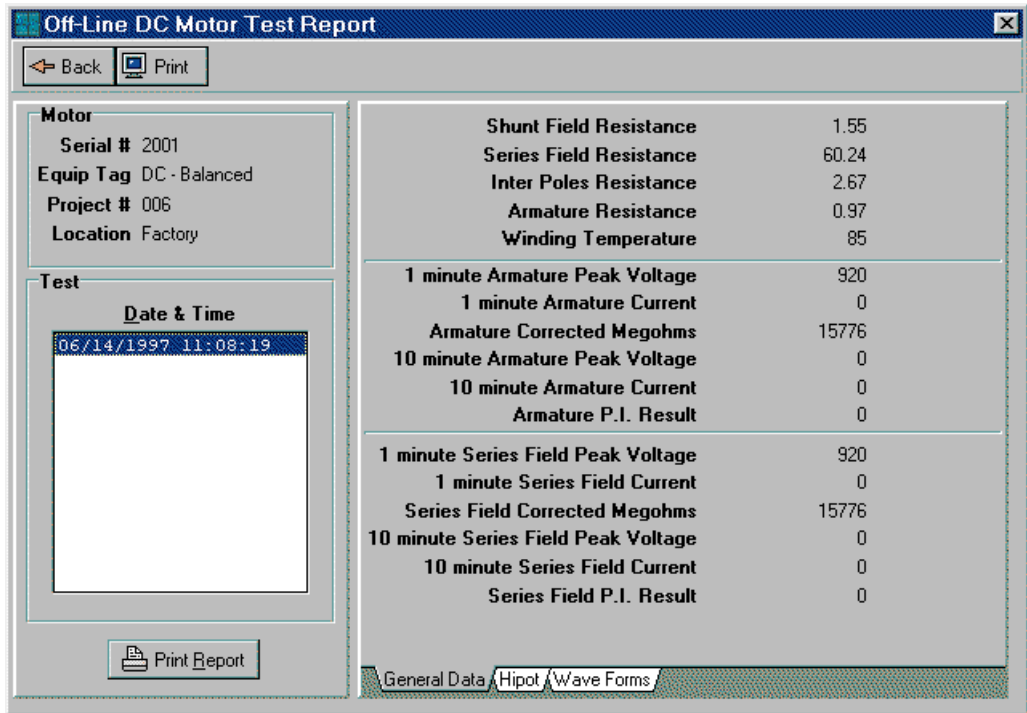 Off-Line DC Motor Test Report
Back Print
Motor
Serial # 2001
Equip Tag DC - Balanced
Project # 006
Location Factory
Test
Date & Time
06/14/1997 11:08:19
Print Report
Shunt Field Resistance 1.55
Series Field Resistance 60.24
Inter Poles Resistance 2.67
Armature Resistance 0.97
Winding Temperature 85
1 minute Armature Peak Voltage 920
1 minute Armature Current 0
Armature Corrected Megohms 15776
10 minute Armature Peak Voltage 0
10 minute Armature Current 0
Armature P.I. Result 0
1 minute Series Field Peak Voltage 920
1 minute Series Field Current 0
Series Field Corrected Megohms 15776
10 minute Series Field Peak Voltage 0
10 minute Series Field Current 0
Series Field P.I. Result 0
General Data Hipot Wave Forms